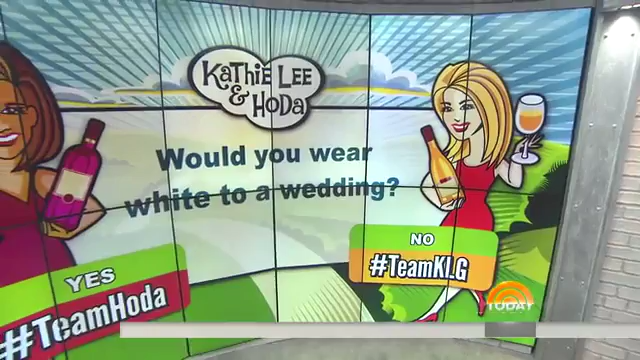 KaTHie Lee
& HoDa
Would you wear
white to a wedding?
YES
#TeamHoda
NO
#TeamKLG
TODAY